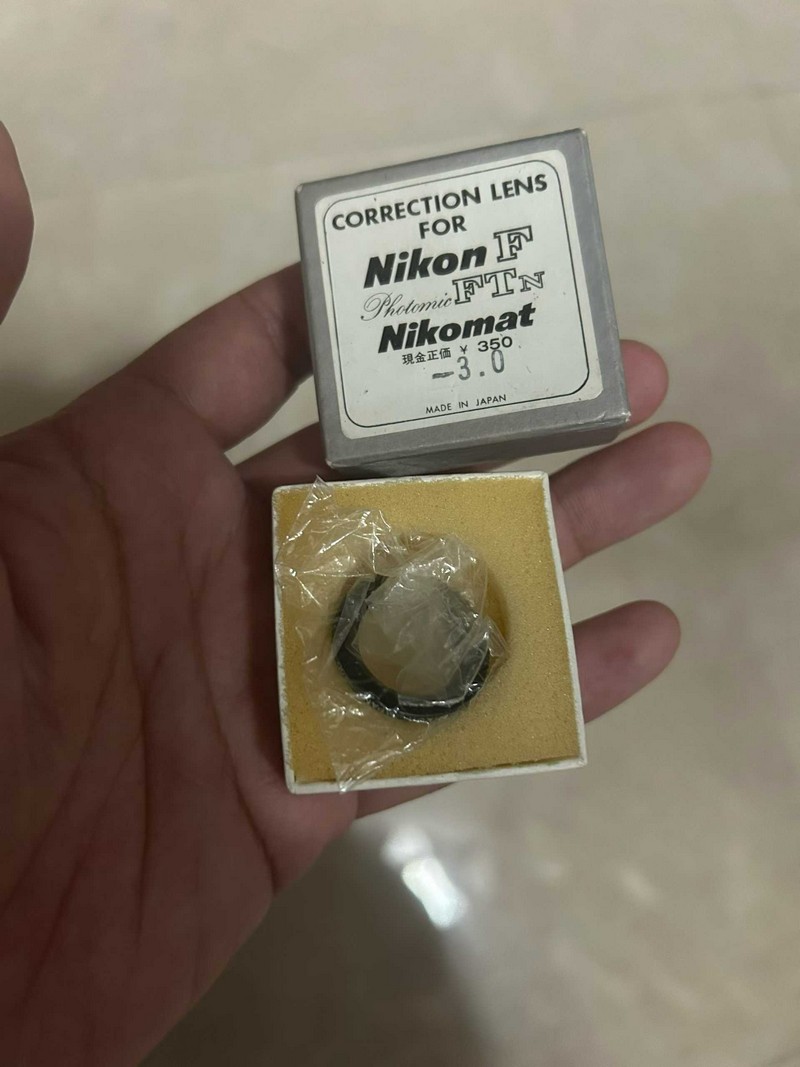 CORRECTION LENS
FOR
Nikon F
Photomic FTN
Nikomat
現金正価 ¥ 350
-3.0
MADE IN JAPAN